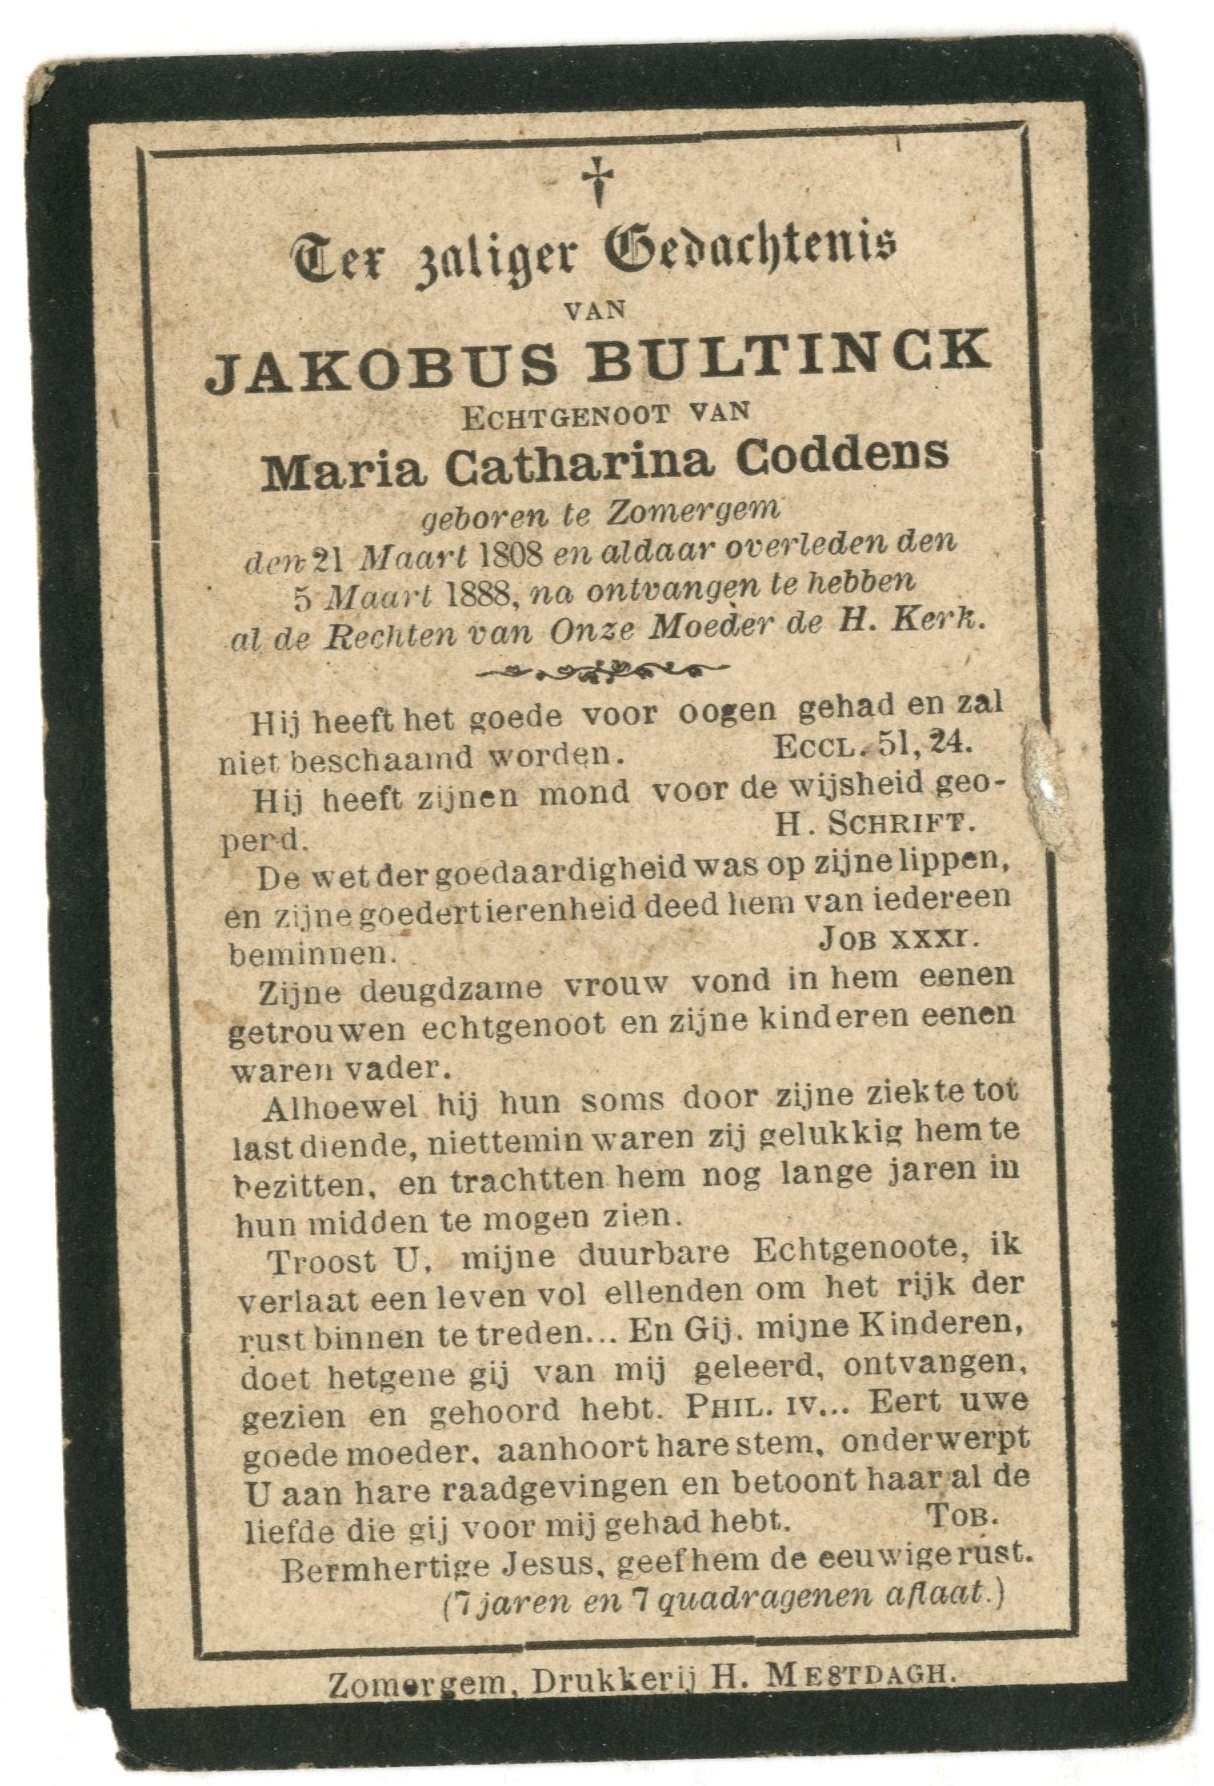 Ter zaliger Gedachtenis
VAN
JAKOBUS BULTINCK
ECHTGENOOT VAN
Maria Catharina Coddens
geboren te Zomergem
den 21 Maart 1808 en aldaar overleden den
5 Maart 1888, na ontvangen te hebben
al de Rechten van Onze Moeder de H. Kerk.
Hij heeft het goede voor oogen gehad en zal
niet beschaamd worden. ECCL. 51, 24.
Hij heeft zijnen mond voor de wijsheid geo-
perd. H. SCHRIFT.
De wet der goedaardigheid was op zijne lippen,
en zijne goedertierenheid deed hem van iedereen
beminnen. JOB XXXI.
Zijne deugdzame vrouw vond in hem eenen
getrouwen echtgenoot en zijne kinderen eenen
waren vader.
Alhoewel hij hun soms door zijne ziekte tot
last diende, niettemin waren zij gelukkig hem te
bezitten, en trachtten hem nog lange jaren in
hun midden te mogen zien.
Troost U, mijne duurbare Echtgenoote, ik
verlaat een leven vol ellenden om het rijk der
rust binnen te treden... En Gij, mijne Kinderen,
doet hetgene gij van mij geleerd, ontvangen,
gezien en gehoord hebt. PHIL. IV... Eert uwe
goede moeder, aanhoort hare stem, onderwerpt
U aan hare raadgevingen en betoont haar al de
liefde die gij voor mij gehad hebt. TOB.
Bermhertige Jesus, geef hem de eeuwige rust.
(7 jaren en 7 quadragenen aflaat.)
Zomergem, Drukkerij H. MESTDAGH.